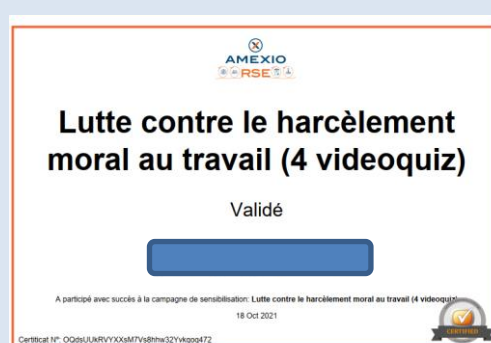 AMEXIO
RSE
Lutte contre le harcèlement
moral au travail (4 videoquiz)
Validé
A participé avec succès à la campagne de sensibilisation: Lutte contre le harcèlement moral au travail (4 videoquiz)
18 Oct 2021
CERTIFIED
Certificat N°: